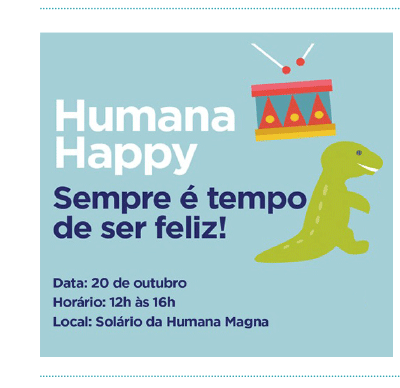 Humana
Happy
Sempre é tempo
de ser feliz!
Data: 20 de outubro
Horário: 12h às 16h
Local: Solário da Humana Magna